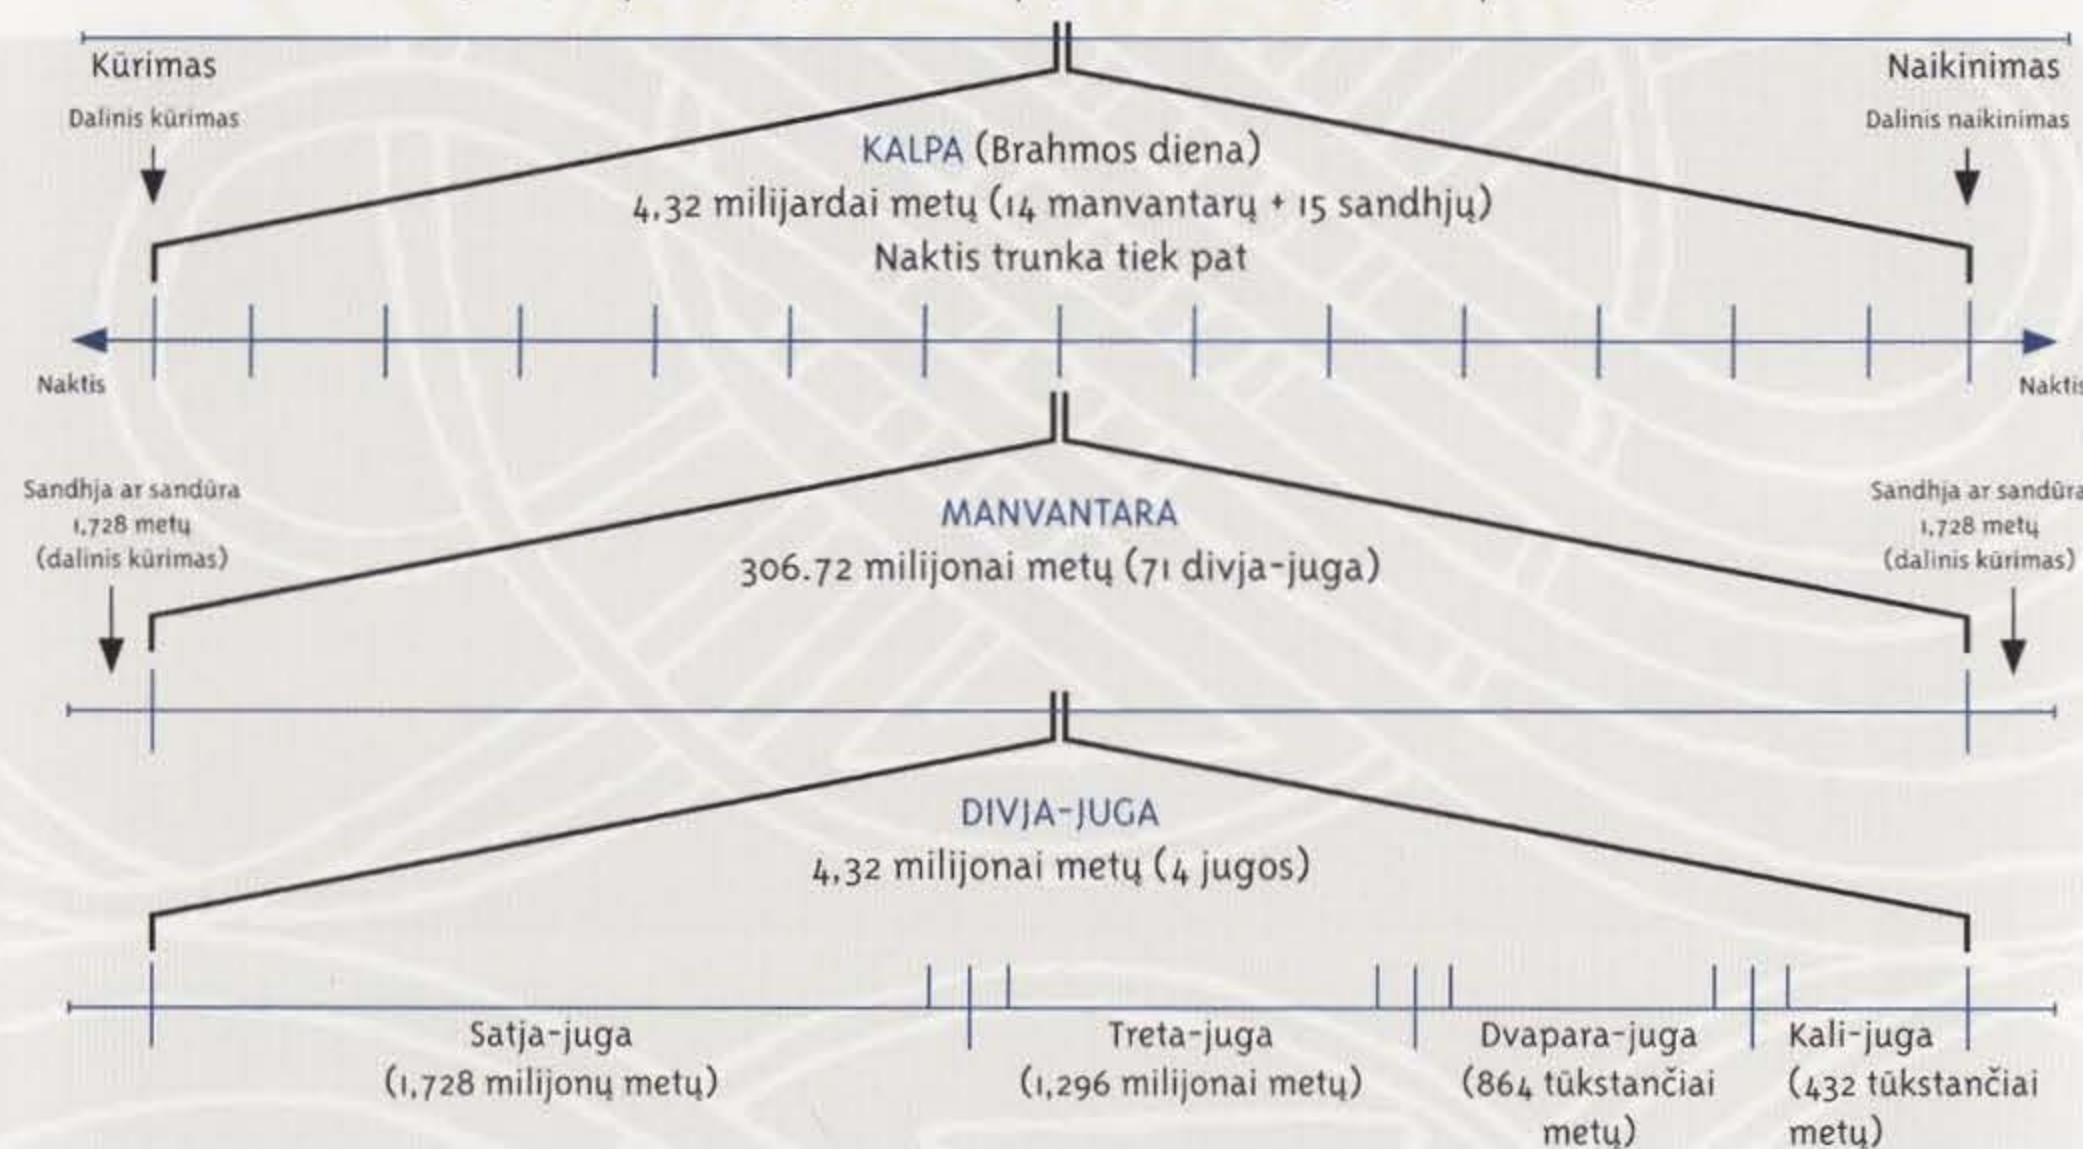 Kūrimas
Naikinimas
Dalinis kūrimas
Dalinis naikinimas
KALPA (Brahmos diena)
4,32 milijardai metų (14 manvantarų + 15 sandhjų)
Naktis trunka tiek pat
Naktis
Naktis
Sandhja ar sandūra
1,728 metų
(dalinis kūrimas)
Sandhja ar sandūra
1,728 metų
(dalinis kūrimas)
MANVANTARA
306.72 milijonai metų (71 divja-juga)
DIVJA-JUGA
4,32 milijonai metų (4 jugos)
Satja-juga
(1,728 milijonų metų)
Treta-juga
(1,296 milijonai metų)
Dvapara-juga
(864 tūkstančiai
metų)
Kali-juga
(432 tūkstančiai
metų)